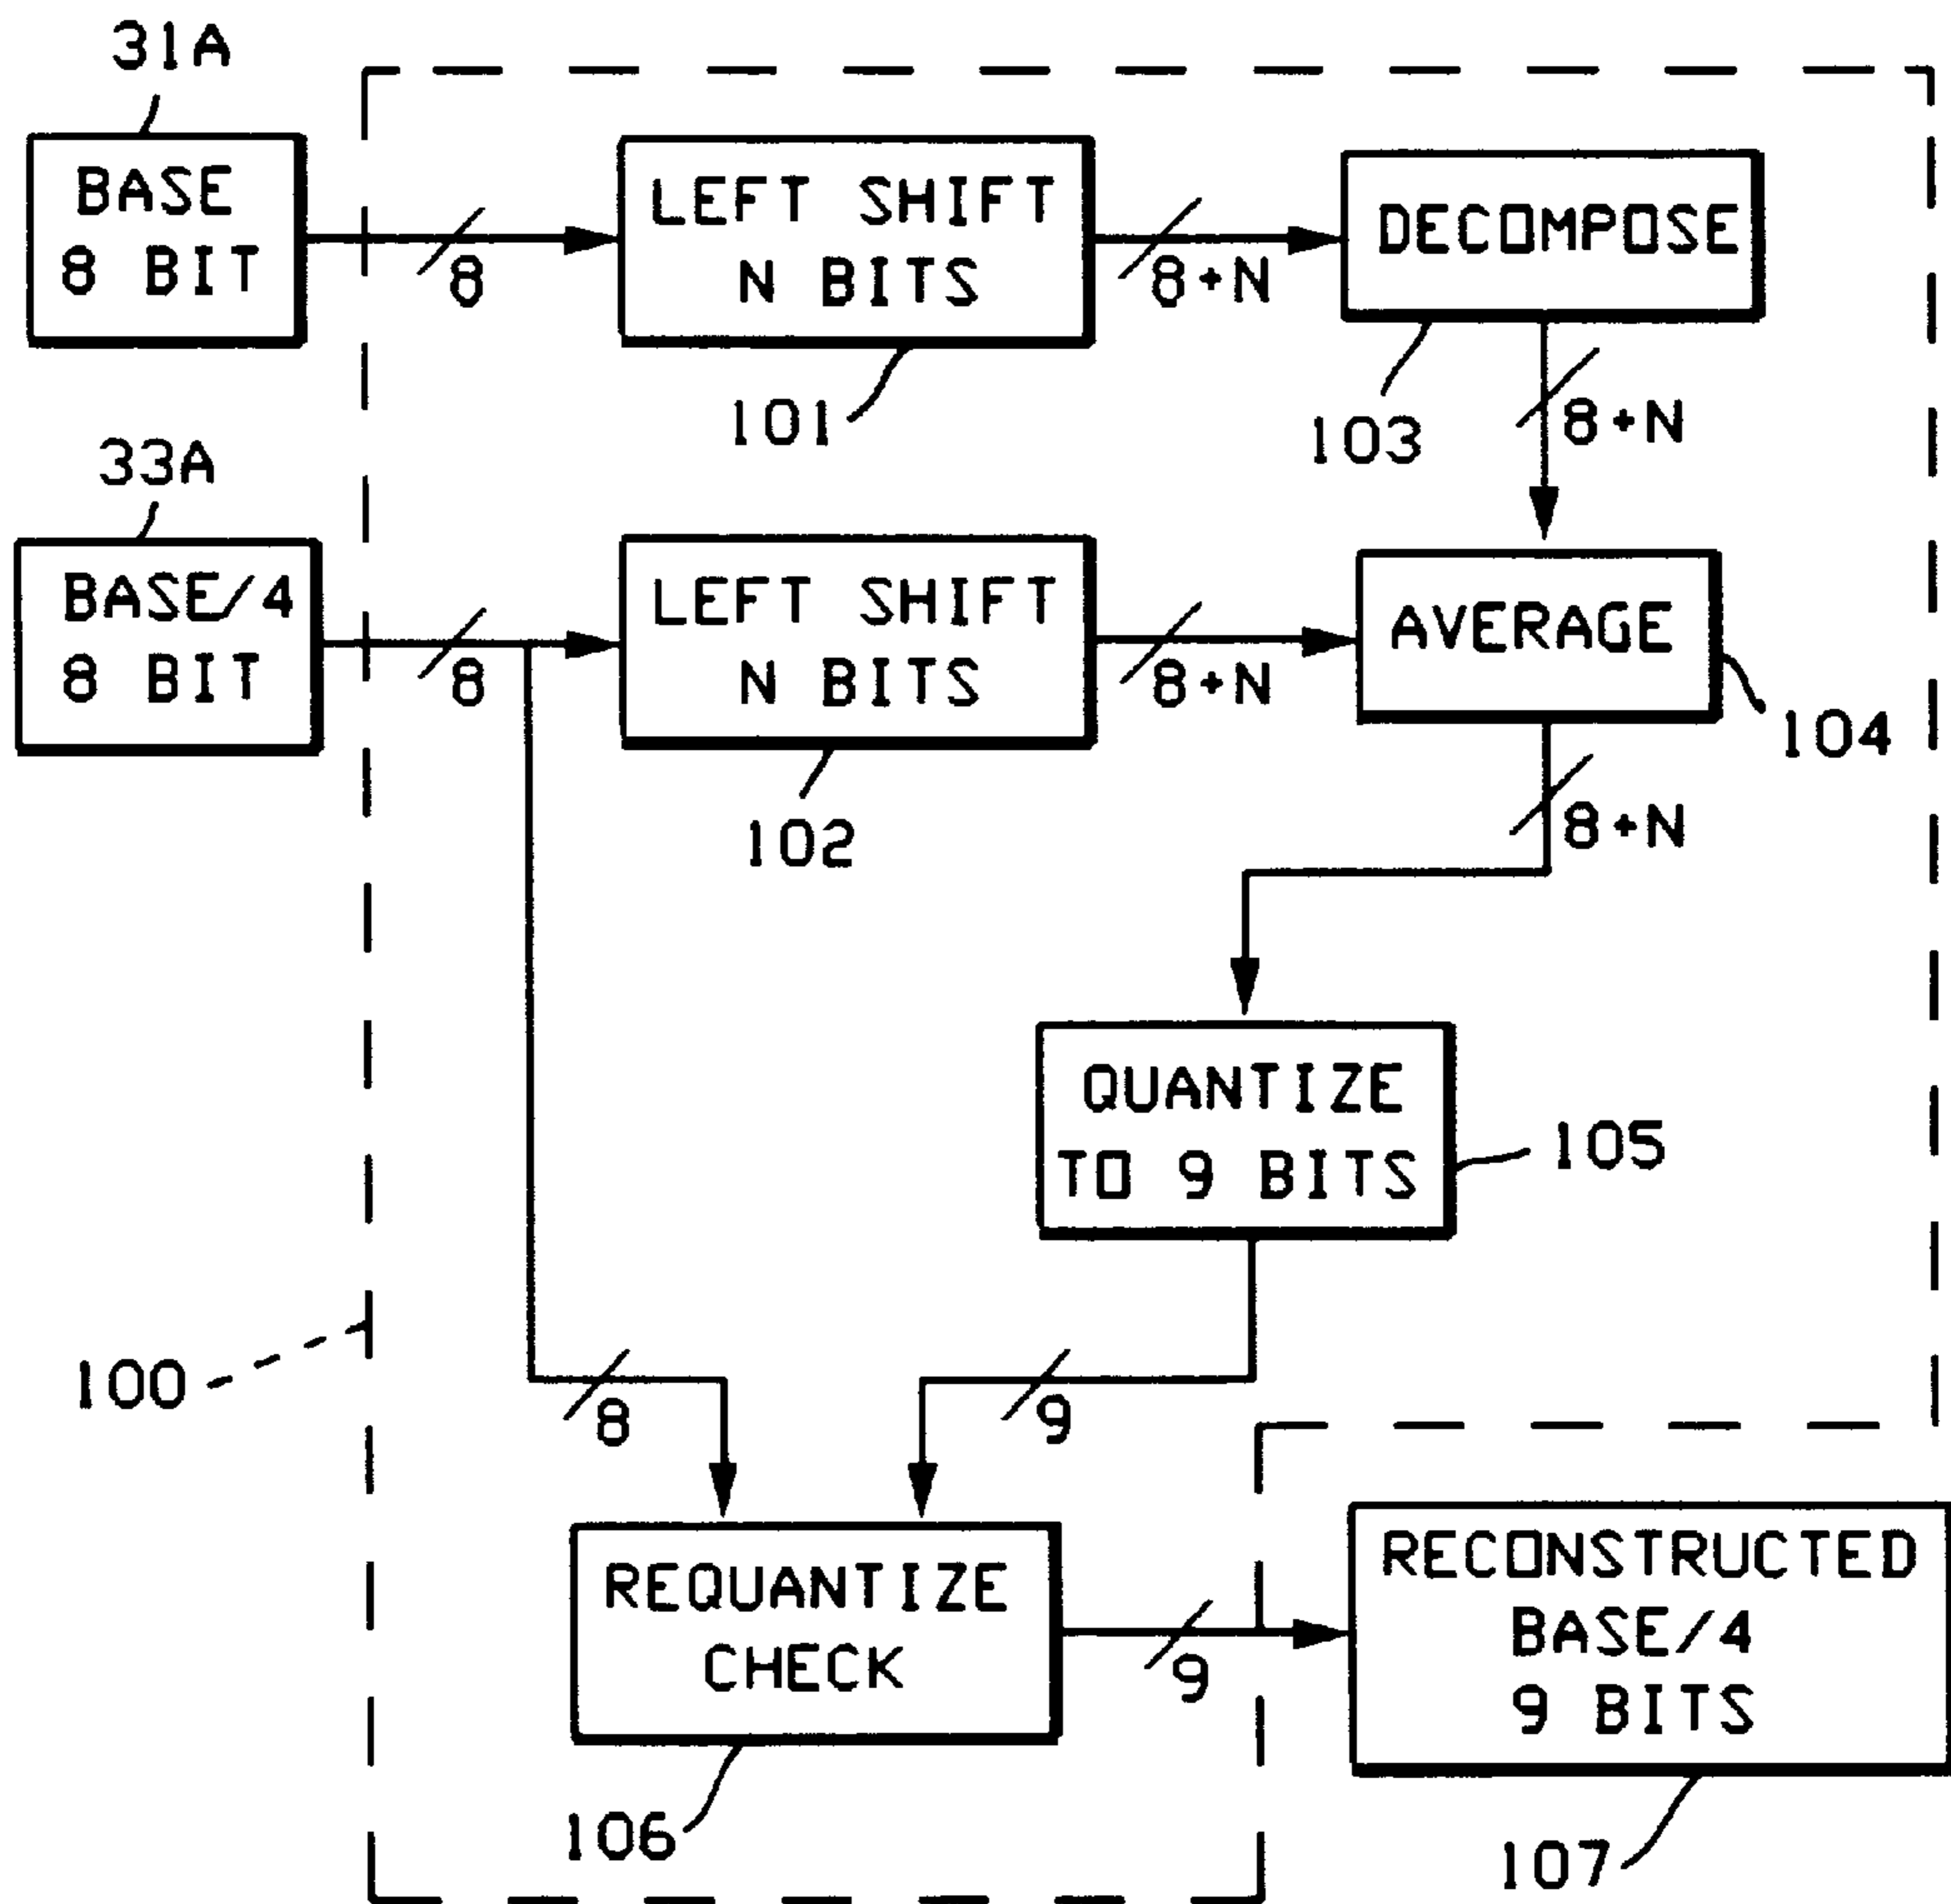 31A
BASE
8 BIT
8
LEFT SHIFT
N BITS
101
8+N
DECOMPOSE
103
8+N
33A
BASE/4
8 BIT
8
LEFT SHIFT
N BITS
102
8+N
AVERAGE
104
8+N
QUANTIZE
TO 9 BITS
105
100
8
9
REQUANTIZE
CHECK
106
9
RECONSTRUCTED
BASE/4
9 BITS
107